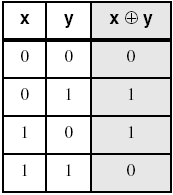 x y x ⊕ y
0 0 0
0 1 1
1 0 1
1 1 0